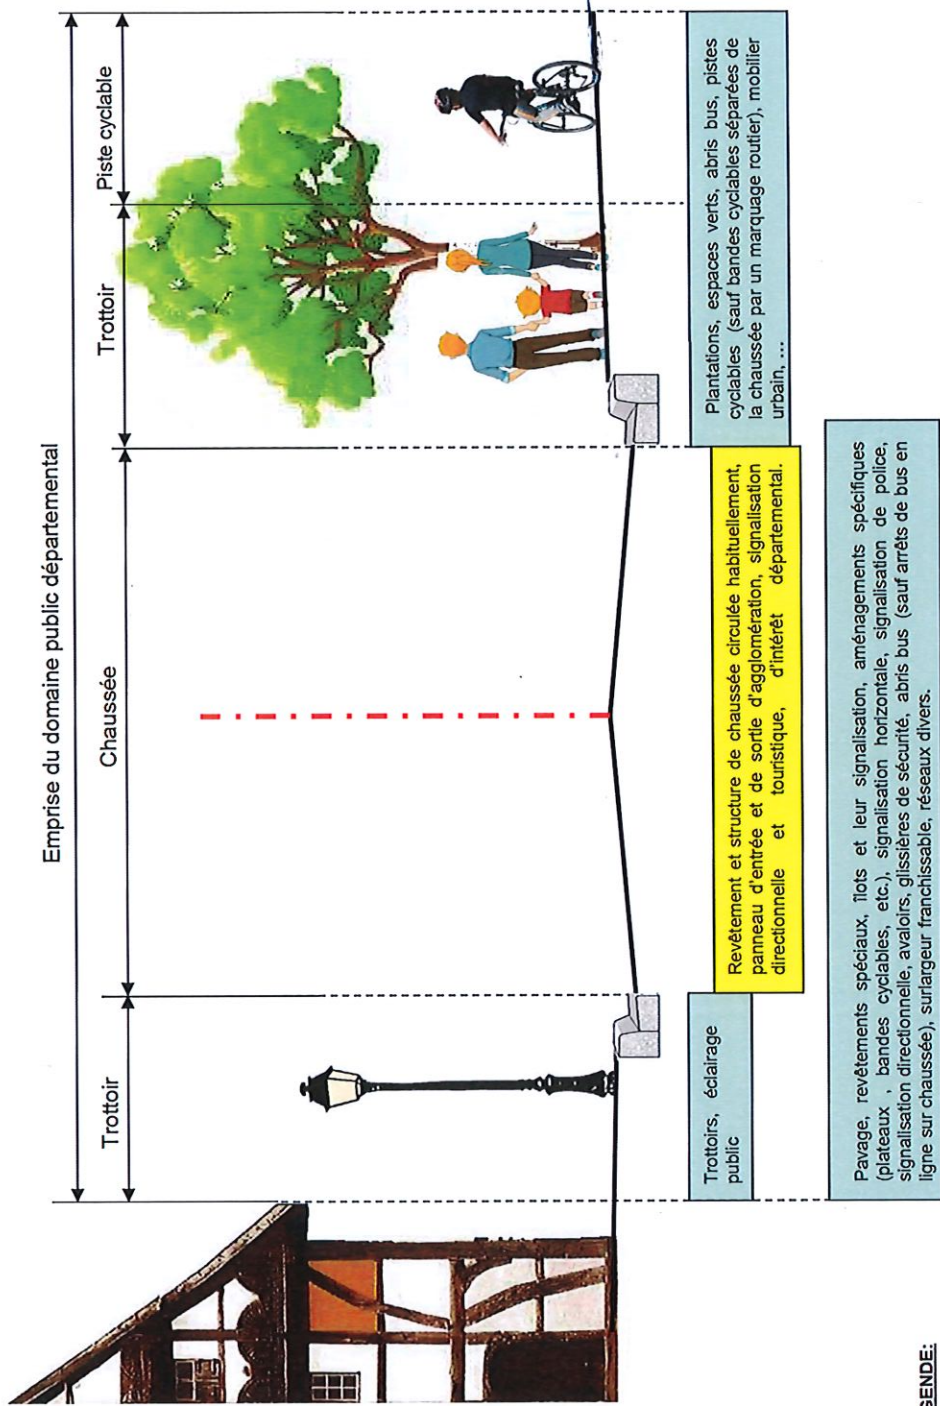 Emprise du domaine public départemental
Trottoir
Chaussée
Trottoir
Piste cyclable
Trottoirs, éclairage
public
Revêtement et structure de chaussée circulée habituellement,
panneau d'entrée et de sortie d'agglomération, signalisation
directionnelle et touristique, d'intérêt départemental.
Plantations, espaces verts, abris bus, pistes
cyclables (sauf bandes cyclables séparées de
la chaussée par un marquage routier), mobilier
urbain, ...
Pavage, revêtements spéciaux, îlots et leur signalisation, aménagements spécifiques
(plateaux , bandes cyclables, etc.), signalisation horizontale, signalisation de police,
signalisation directionnelle, avaloirs, glissières de sécurité, abris bus (sauf arrêts de bus en
ligne sur chaussée), surlargeur franchissable, réseaux divers.
GENDE: